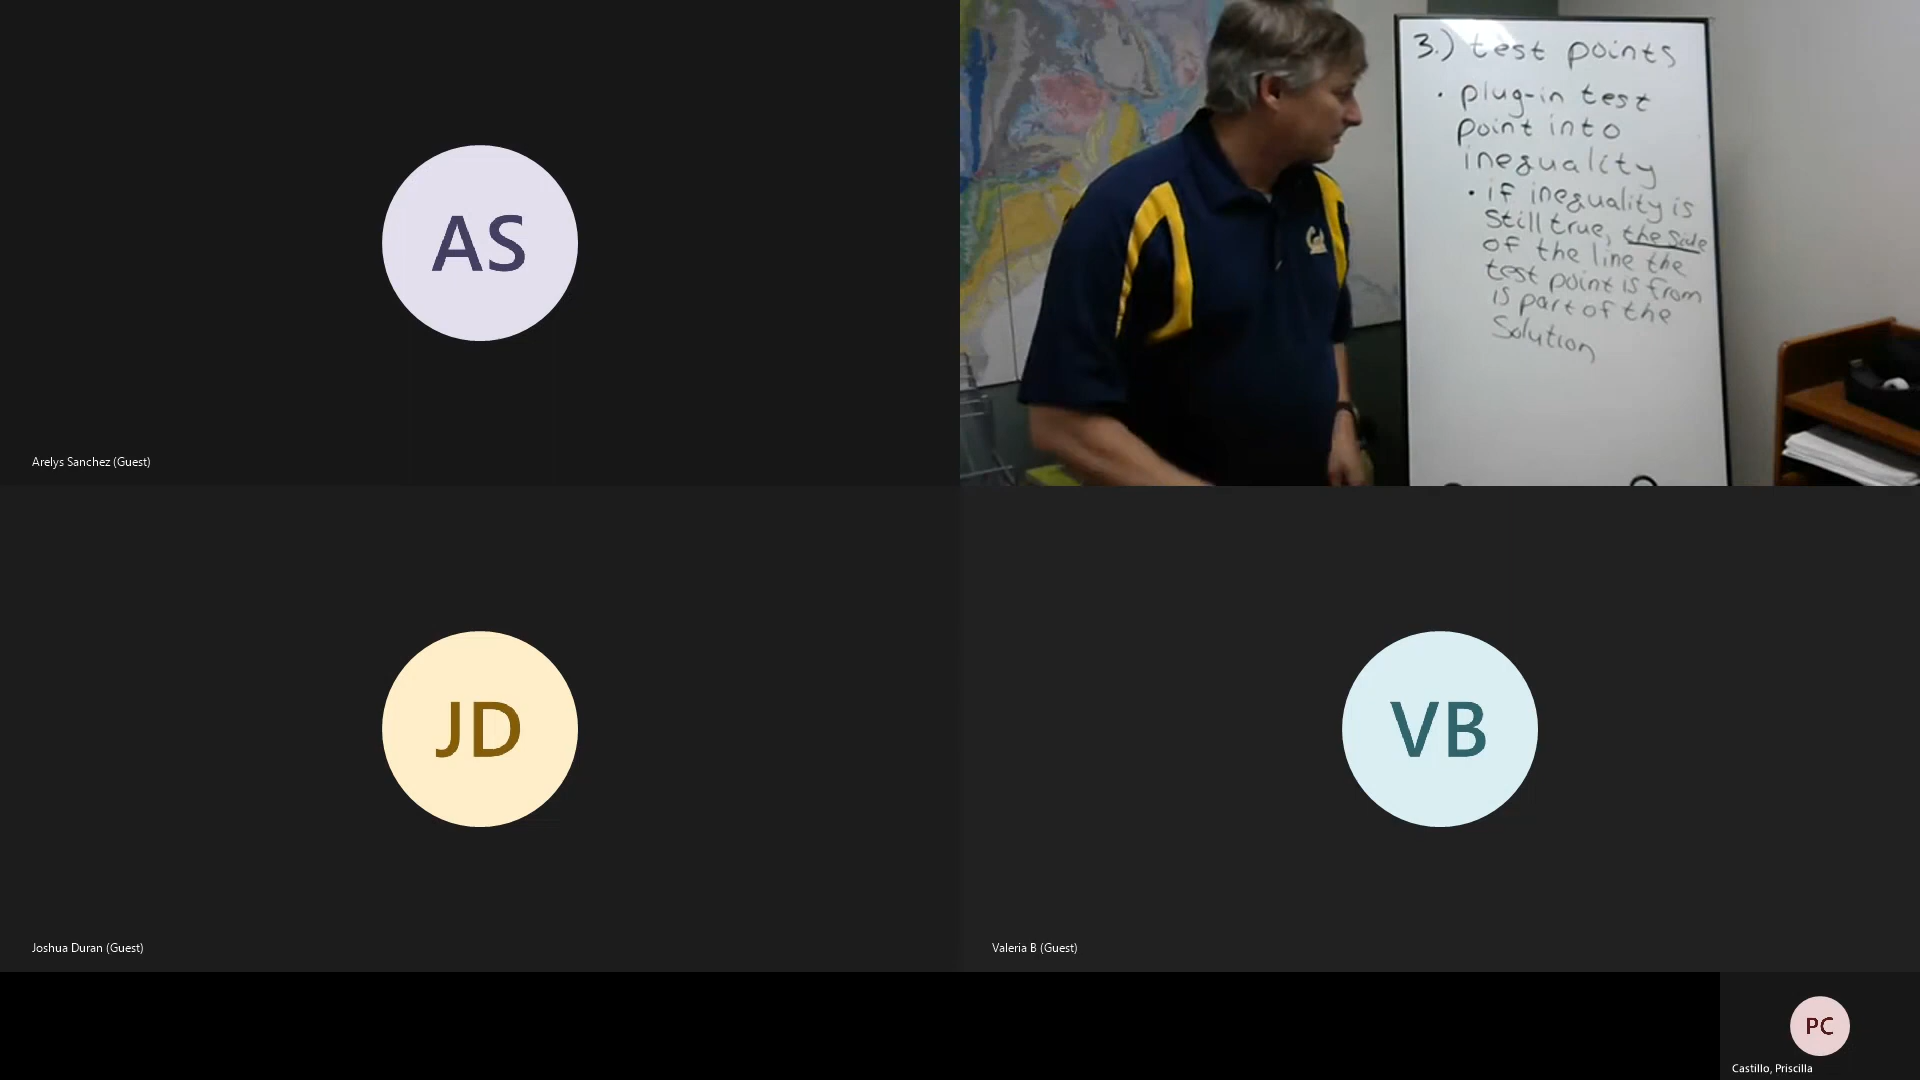 AS
Arelys Sanchez (Guest)
3.) test points
• plug-in test
point into
inequality
• if inequality is
still true, the side
of the line the
test point is from
is part of the
Solution
JD
Joshua Duran (Guest)
VB
Valeria B (Guest)
PC
Castillo, Priscilla